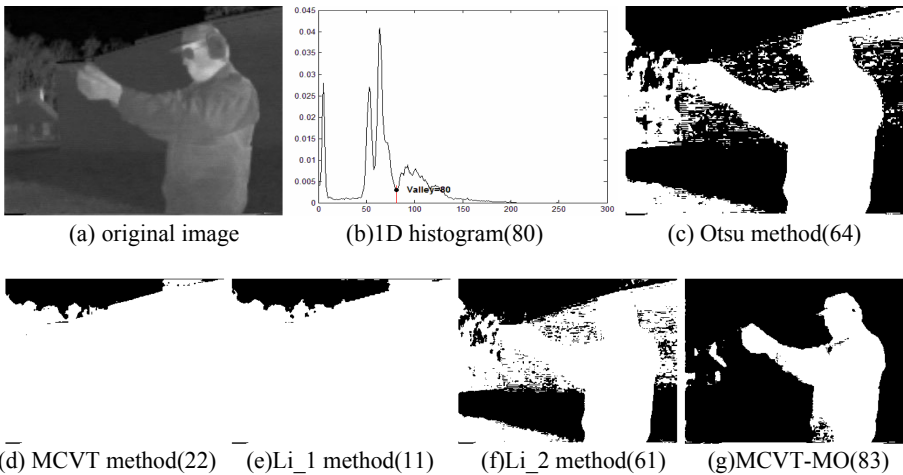 0.045
0.04
0.035
0.03
0.025
0.02
0.015
0.01
0.005
0
Valley=80
0 50 100 150 200 250 300
(a) original image (b)1D histogram(80) (c) Otsu method(64)
(d) MCVT method(22) (e)Li_1 method(11) (f)Li_2 method(61) (g)MCVT-MO(83)